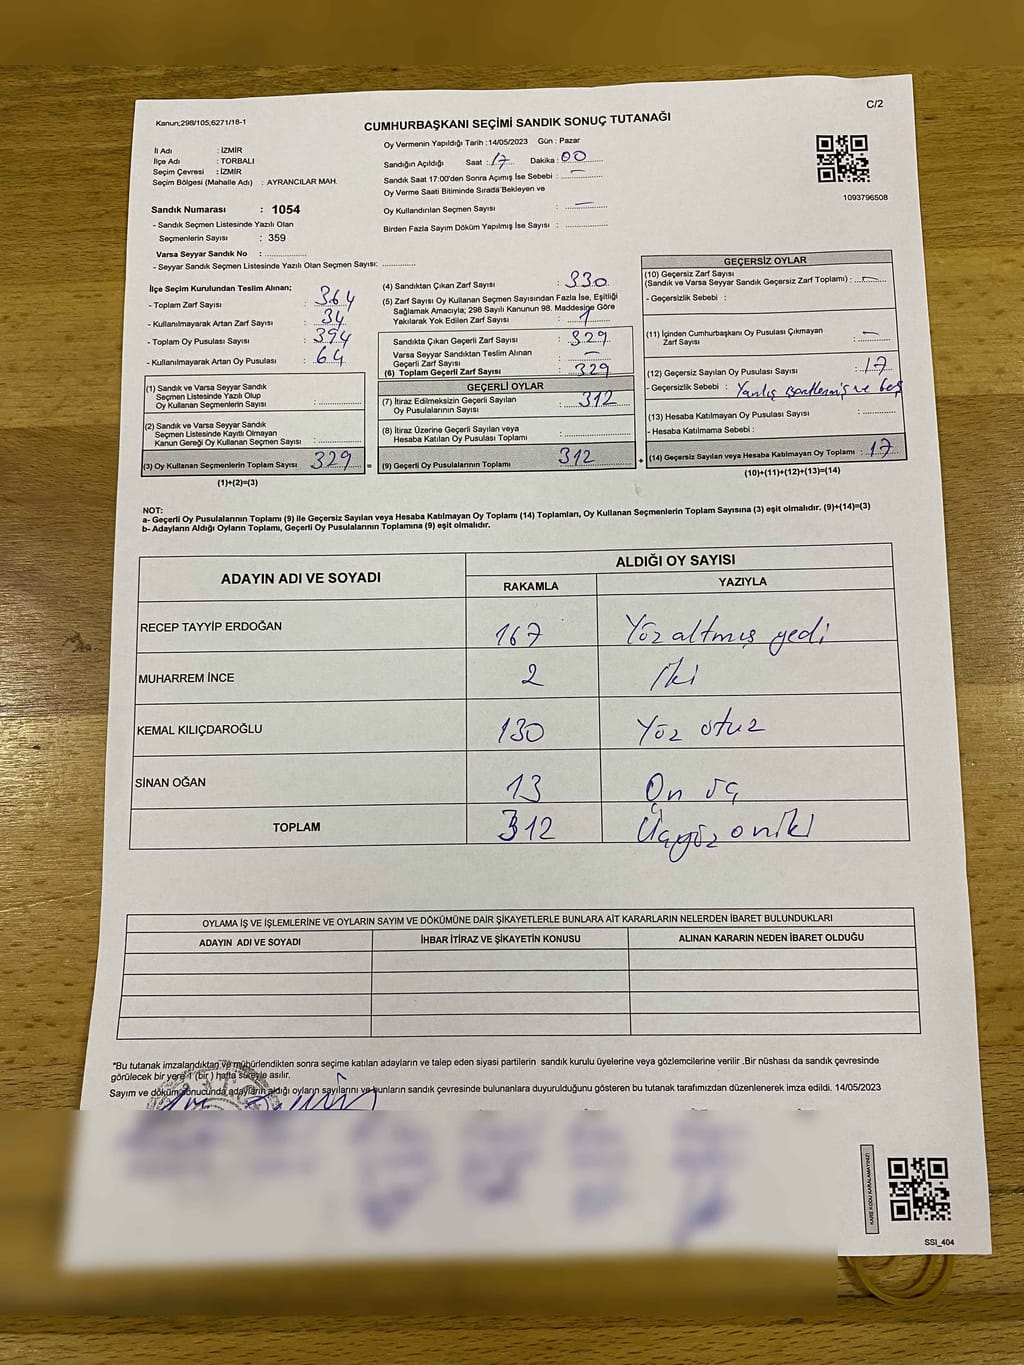 C/2
Kanun;298/105;6271/18-1
CUMHURBAŞKANI SEÇİMİ SANDIK SONUÇ TUTANAĞI
İl Adı : İZMİR
İlçe Adı : TORBALI
Seçim Çevresi : İZMİR
Seçim Bölgesi (Mahalle Adı) : AYRANCILAR MAH.
Sandık Numarası : 1054
- Sandık Seçmen Listesinde Yazılı Olan
Seçmenlerin Sayısı : 359
Varsa Seyyar Sandık No :
- Seyyar Sandık Seçmen Listesinde Yazılı Olan Seçmen Sayısı:
Oy Vermenin Yapıldığı Tarih :14/05/2023 Gün : Pazar
Sandığın Açıldığı Saat : 17 Dakika : 00
Sandık Saat 17:00'den Sonra Açımış İse Sebebi : —
Oy Verme Saati Bitiminde Sırada Bekleyen ve
Oy Kullandırılan Seçmen Sayısı : —
Birden Fazla Sayım Döküm Yapılmış İse Sayısı :
1093796508
İlçe Seçim Kurulundan Teslim Alınan;
- Toplam Zarf Sayısı : 364
- Kullanılmayarak Artan Zarf Sayısı : 34
- Toplam Oy Pusulası Sayısı : 394
- Kullanılmayarak Artan Oy Pusulası : 64
(1) Sandık ve Varsa Seyyar Sandık
Seçmen Listesinde Yazılı Olup
Oy Kullanan Seçmenlerin Sayısı :
(2) Sandık ve Varsa Seyyar Sandık
Seçmen Listesinde Kayıtlı Olmayan
Kanun Gereği Oy Kullanan Seçmen Sayısı :
(3) Oy Kullanan Seçmenlerin Toplam Sayısı 329 =
(1)+(2)=(3)
(4) Sandıktan Çıkan Zarf Sayısı : 330
(5) Zarf Sayısı Oy Kullanan Seçmen Sayısından Fazla İse, Eşitliği
Sağlamak Amacıyla; 298 Sayılı Kanunun 98. Maddesine Göre
Yakılarak Yok Edilen Zarf Sayısı : 1
Sandıkta Çıkan Geçerli Zarf Sayısı : 329
Varsa Seyyar Sandıktan Teslim Alınan
Geçerli Zarf Sayısı : —
(6) Toplam Geçerli Zarf Sayısı : 329
GEÇERLİ OYLAR
(7) İtiraz Edilmeksizin Geçerli Sayılan
Oy Pusulalarının Sayısı : 312
(8) İtiraz Üzerine Geçerli Sayılan veya
Hesaba Katılan Oy Pusulası Toplamı :
(9) Geçerli Oy Pusulalarının Toplamı 312 +
GEÇERSİZ OYLAR
(10) Geçersiz Zarf Sayısı
(Sandık ve Varsa Seyyar Sandık Geçersiz Zarf Toplamı) : —
- Geçersizlik Sebebi :
(11) İçinden Cumhurbaşkanı Oy Pusulası Çıkmayan
Zarf Sayısı : —
(12) Geçersiz Sayılan Oy Pusulası Sayısı : 17
- Geçersizlik Sebebi : Yanlış ve boş
(13) Hesaba Katılmayan Oy Pusulası Sayısı :
- Hesaba Katılmama Sebebi :
(14) Geçersiz Sayılan veya Hesaba Katılmayan Oy Toplamı : 17
(10)+(11)+(12)+(13)=(14)
NOT:
a- Geçerli Oy Pusulalarının Toplamı (9) ile Geçersiz Sayılan veya Hesaba Katılmayan Oy Toplamı (14) Toplamları, Oy Kullanan Seçmenlerin Toplam Sayısına (3) eşit olmalıdır. (9)+(14)=(3)
b- Adayların Aldığı Oyların Toplamı, Geçerli Oy Pusulalarının Toplamına (9) eşit olmalıdır.
ADAYIN ADI VE SOYADI ALDIĞI OY SAYISI
RAKAMLA YAZIYLA
RECEP TAYYİP ERDOĞAN 167 Yüz altmış yedi
MUHARREM İNCE 2 İki
KEMAL KILIÇDAROĞLU 130 Yüz otuz
SİNAN OĞAN 13 On üç
TOPLAM 312 Üçyüz oniki
OYLAMA İŞ VE İŞLEMLERİNE VE OYLARIN SAYIM VE DÖKÜMÜNE DAİR ŞİKAYETLERLE BUNLARA AİT KARARLARIN NELERDEN İBARET BULUNDUKLARI
ADAYIN ADI VE SOYADI İHBAR İTİRAZ VE ŞİKAYETİN KONUSU ALINAN KARARIN NEDEN İBARET OLDUĞU
*Bu tutanak imzalandıktan ve mühürlendikten sonra seçime katılan adayların ve talep eden siyasi partilerin sandık kurulu üyelerine veya gözlemcilerine verilir .Bir nüshası da sandık çevresinde
görülecek bir yere 1 (bir ) hafta süreyle asılır.
Sayım ve döküm sonucunda adayların aldığı oyların sayılarını ve bunların sandık çevresinde bulunanlara duyurulduğunu gösteren bu tutanak tarafımızdan düzenlenerek imza edildi. 14/05/2023
KARE KODU KARALAMAYINIZ!
SSI_404